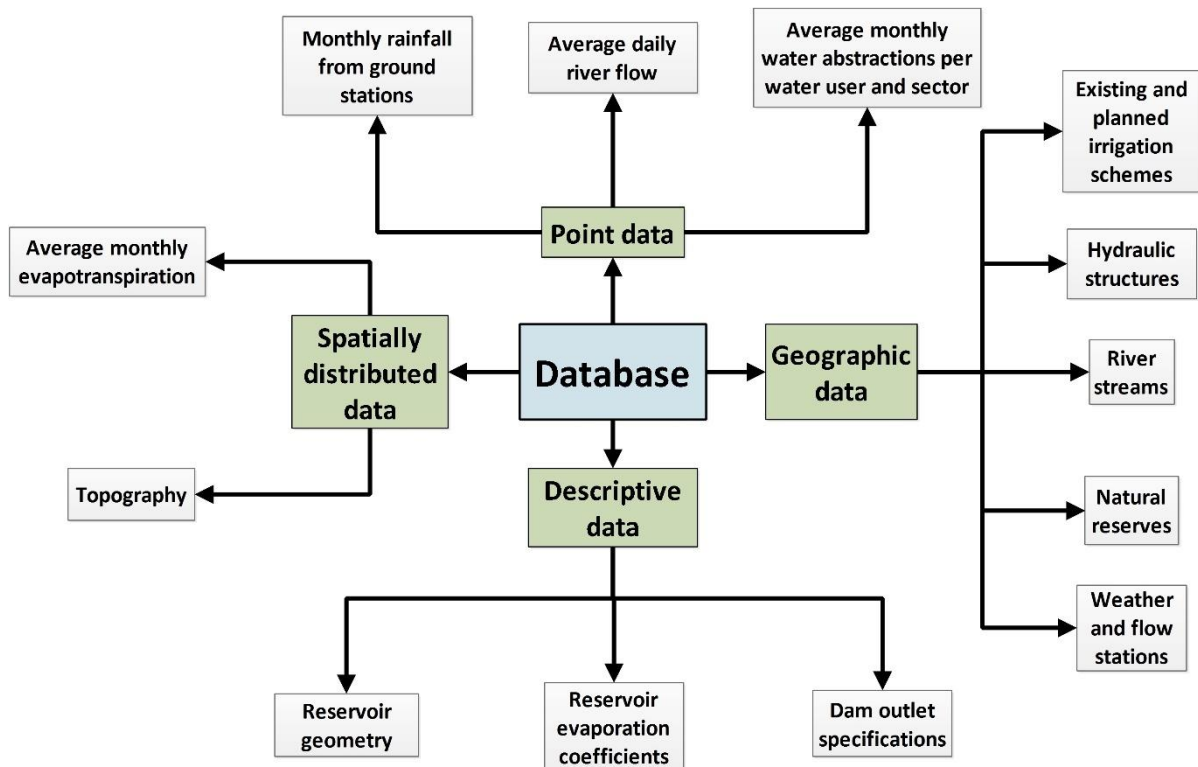 Monthly rainfall
from ground
stations
Average daily
river flow
Average monthly
water abstractions per
water user and sector
Existing and
planned
irrigation
schemes
Point data
Average monthly
evapotranspiration
Hydraulic
structures
Spatially
distributed
data
Database
Geographic
data
River
streams
Topography
Descriptive
data
Natural
reserves
Weather
and flow
stations
Reservoir
geometry
Reservoir
evaporation
coefficients
Dam outlet
specifications